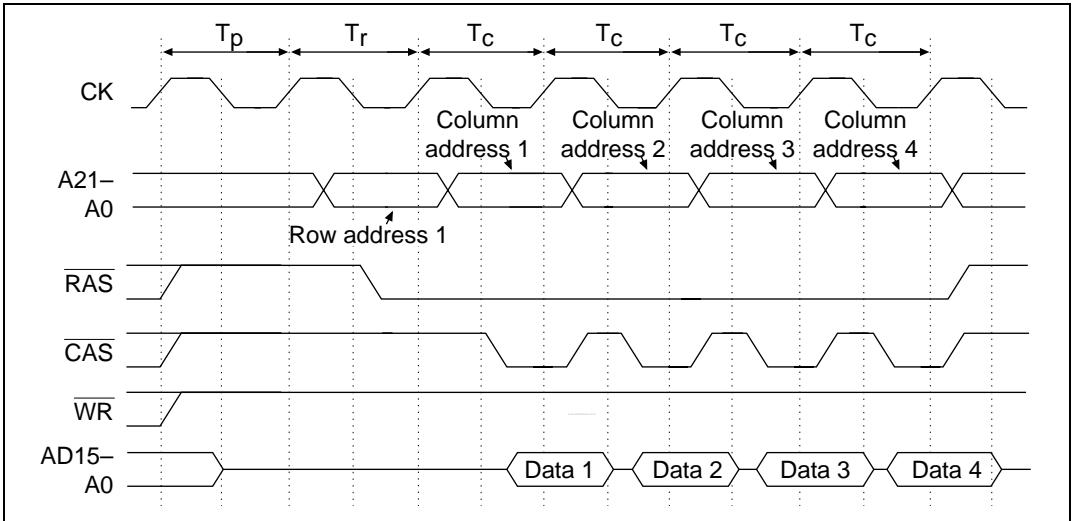 Tp Tr Tc Tc Tc Tc
CK
Column address 1
Column address 2
Column address 3
Column address 4
A21–
A0
Row address 1
RAS
CAS
WR
AD15–
A0
Data 1 Data 2 Data 3 Data 4